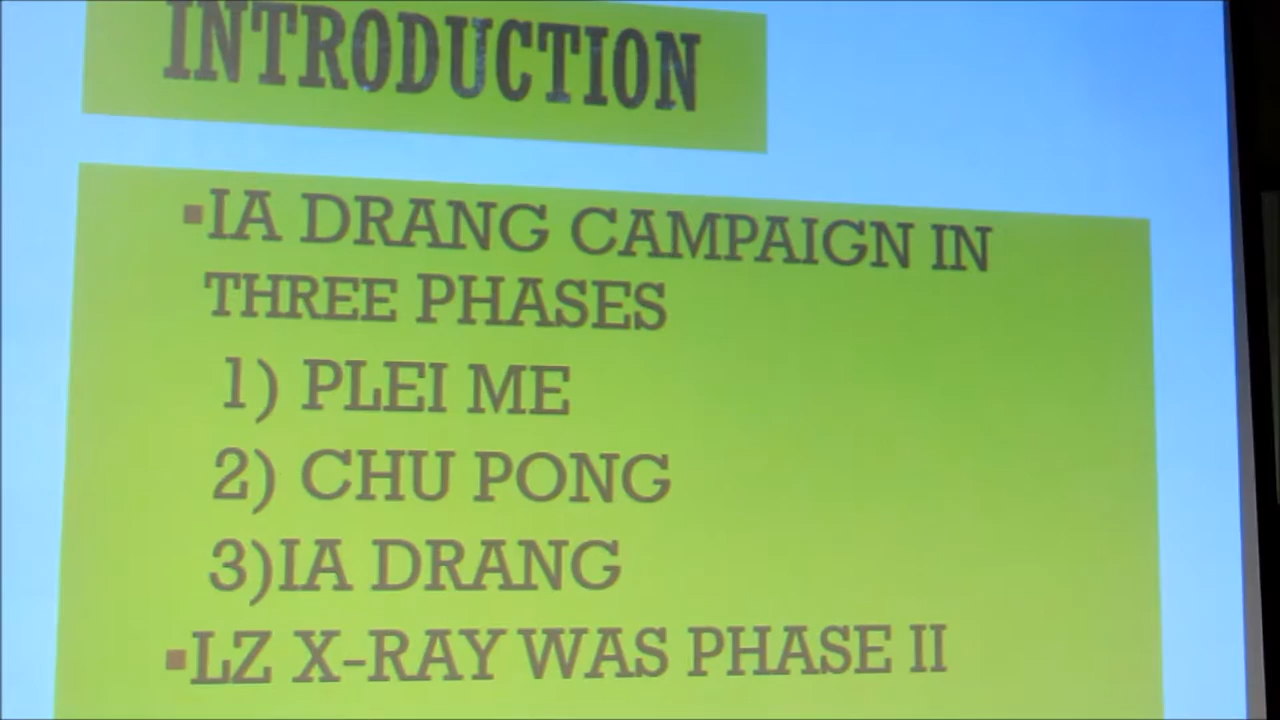 INTRODUCTION
▪IA DRANG CAMPAIGN IN
THREE PHASES
1) PLEI ME
2) CHU PONG
3)IA DRANG
▪LZ X-RAY WAS PHASE II